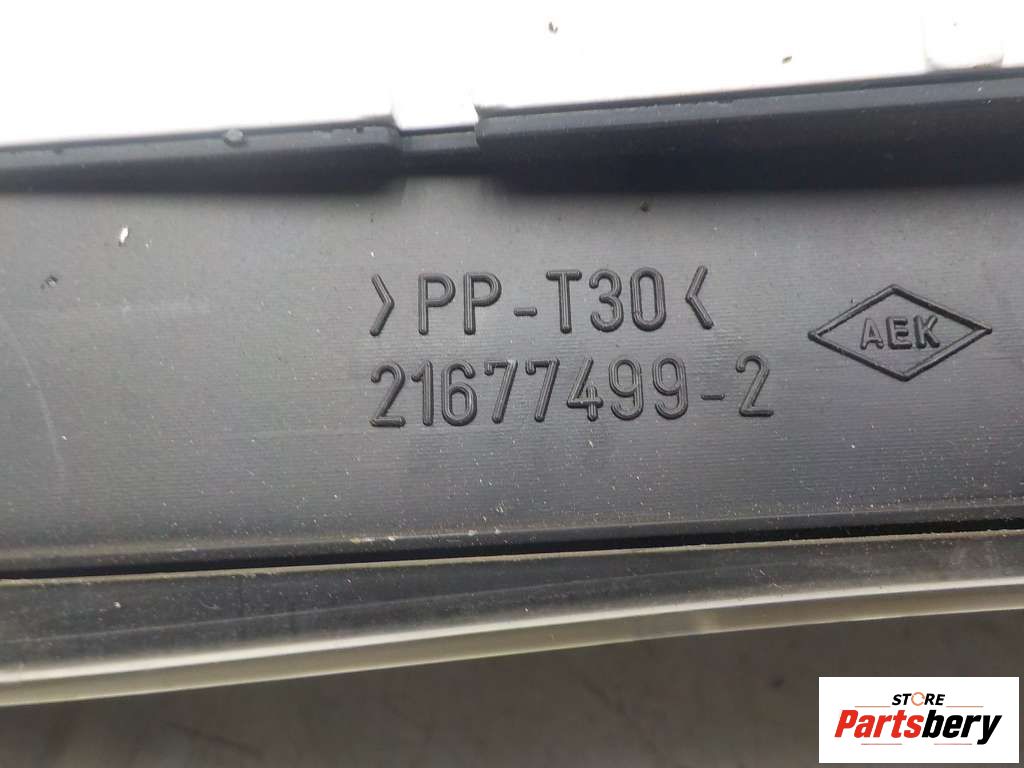 >PP-T30<
AEK
21677499-2
STORE
Partsbery